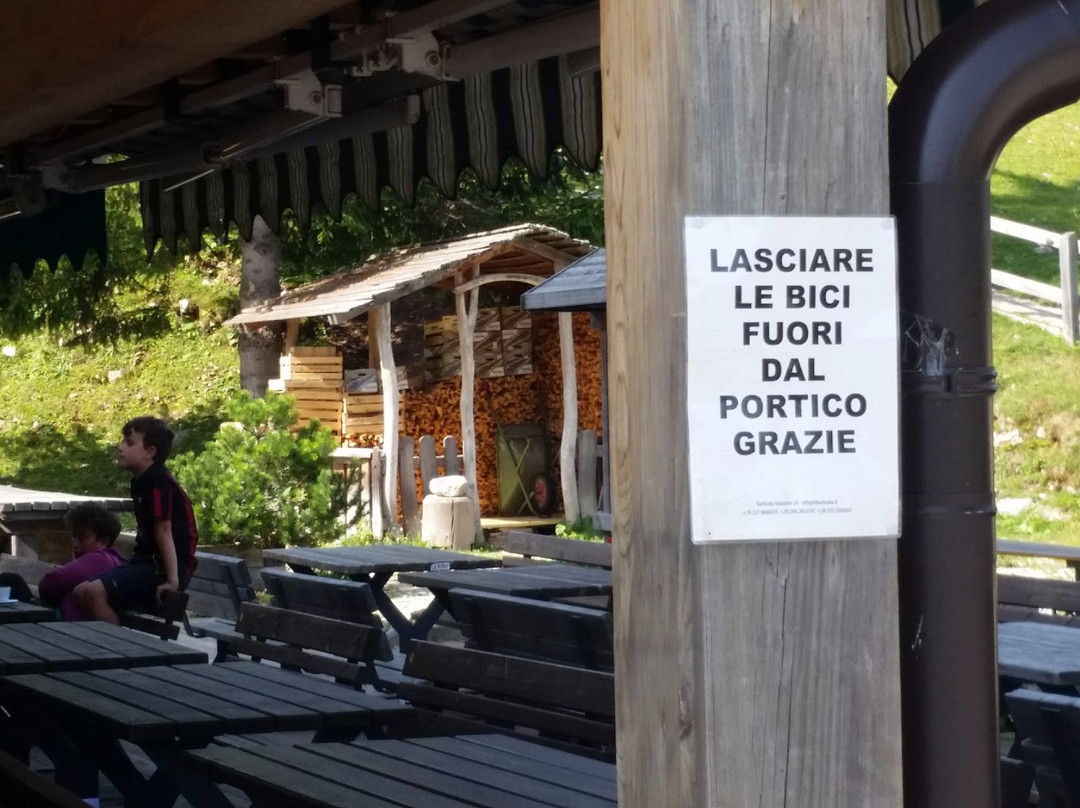 LASCIARE
LE BICI
FUORI
DAL
PORTICO
GRAZIE